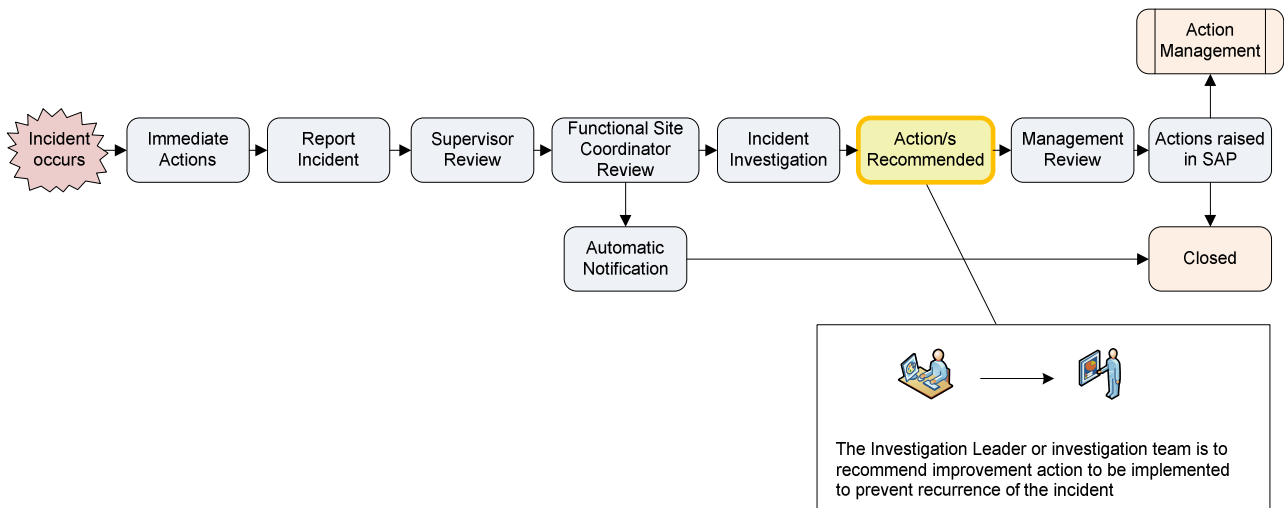 Action
Management
Incident
occurs
Immediate
Actions
Report
Incident
Supervisor
Review
Functional Site
Coordinator
Review
Incident
Investigation
Action/s
Recommended
Management
Review
Actions raised
in SAP
Automatic
Notification
Closed
The Investigation Leader or investigation team is to
recommend improvement action to be implemented
to prevent recurrence of the incident